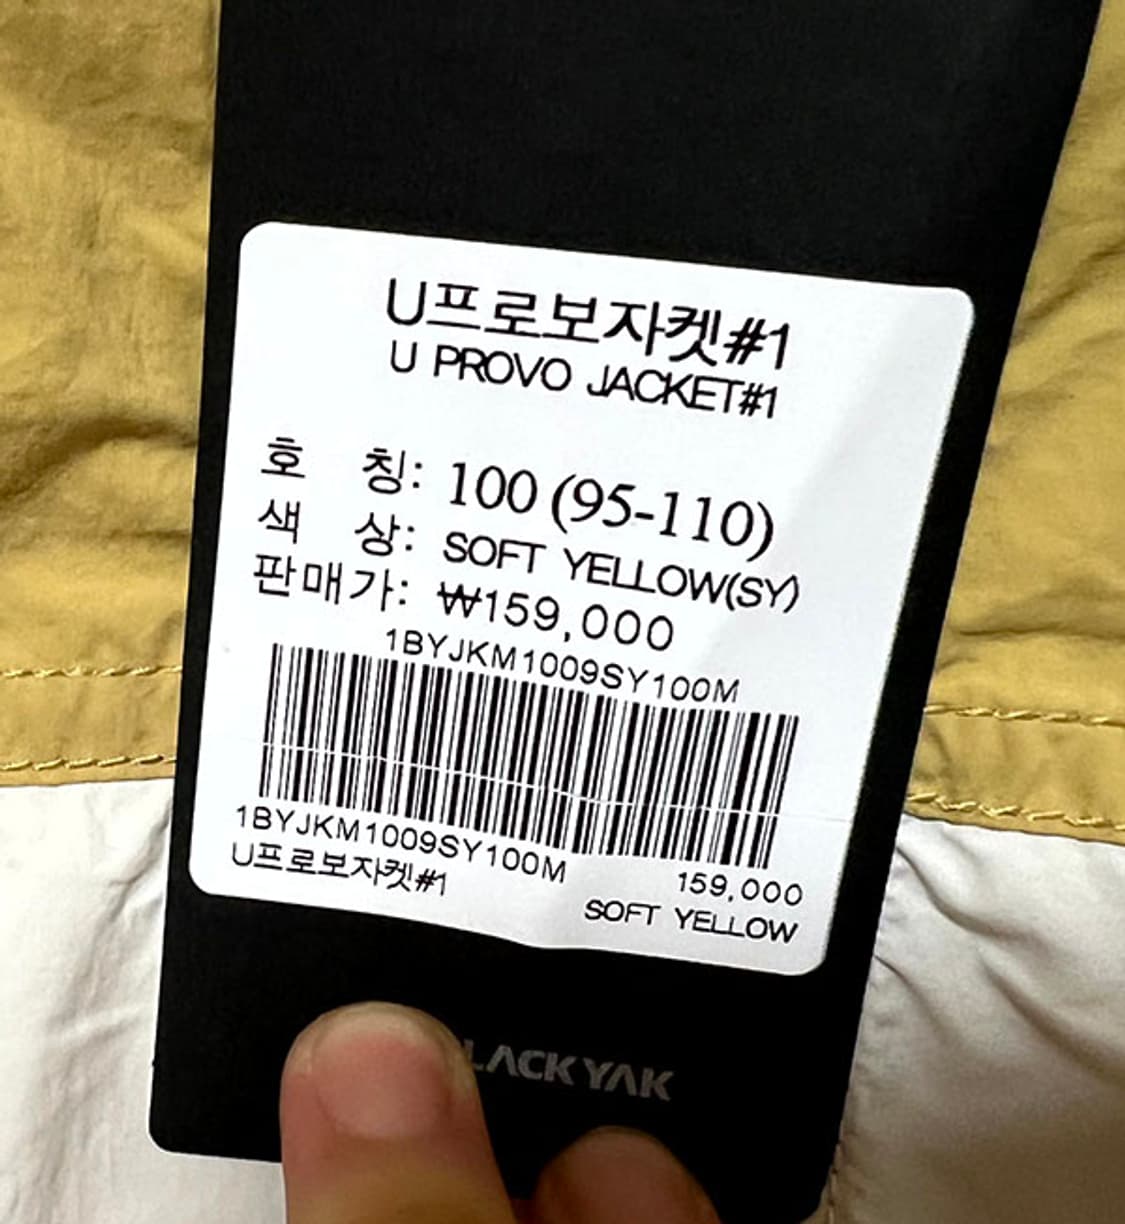 U프로보자켓#1
U PROVO JACKET#1
호 칭: 100 (95-110)
색 상: SOFT YELLOW(SY)
판매가: ₩159,000
1BYJKM1009SY100M
1BYJKM1009SY100M
U프로보자켓#1
159,000
SOFT YELLOW
LACK YAK